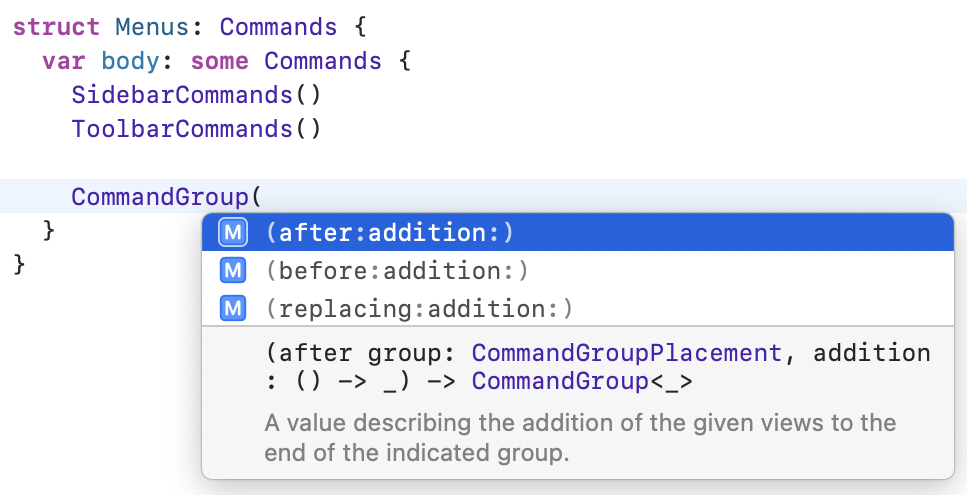 struct Menus: Commands {
var body: some Commands {
SidebarCommands()
ToolbarCommands()
CommandGroup(
}
M (after:addition:)
}
M (before:addition:)
M (replacing:addition:)
(after group: CommandGroupPlacement, addition
: () -> _) -> CommandGroup<_>
A value describing the addition of the given views to the
end of the indicated group.